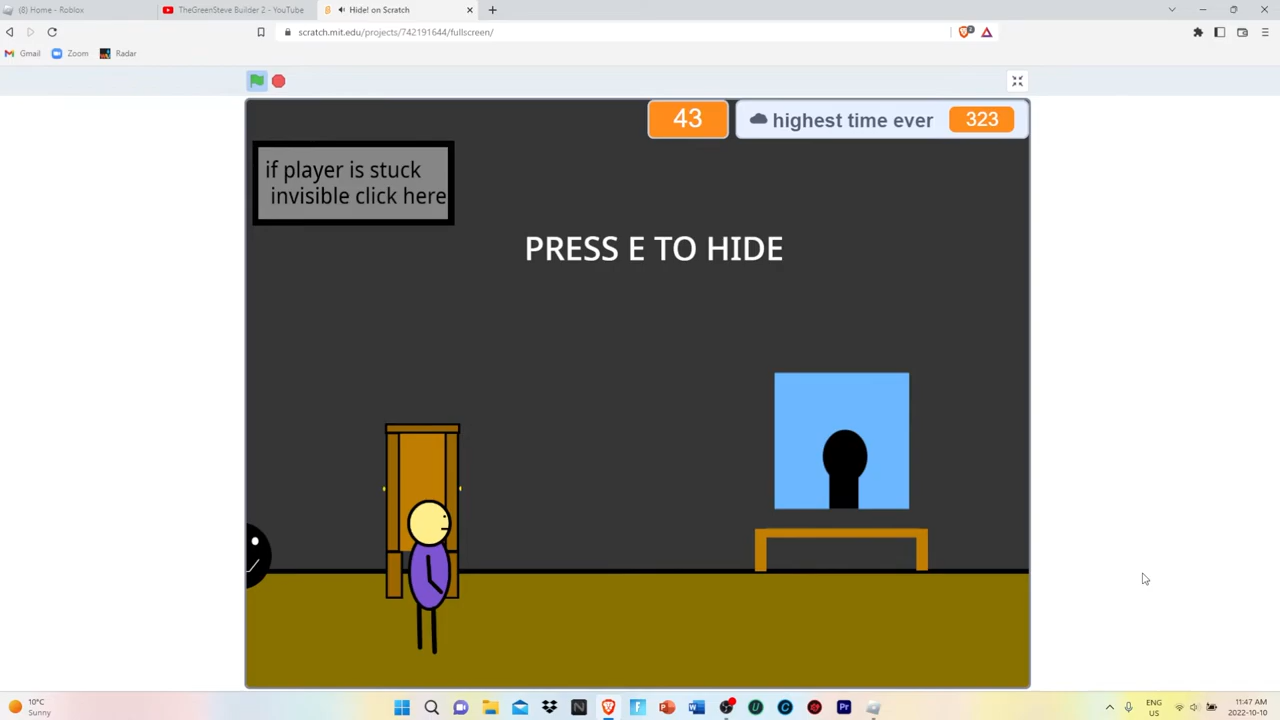 (8) Home - Roblox
TheGreenSteve Builder 2 - YouTube
Hide! on Scratch
scratch.mit.edu/projects/742191644/fullscreen/
Gmail
Zoom
Radar
43
highest time ever 323
if player is stuck
invisible click here
PRESS E TO HIDE
10°C
Sunny
ENG
US
11:47 AM
2022-10-10